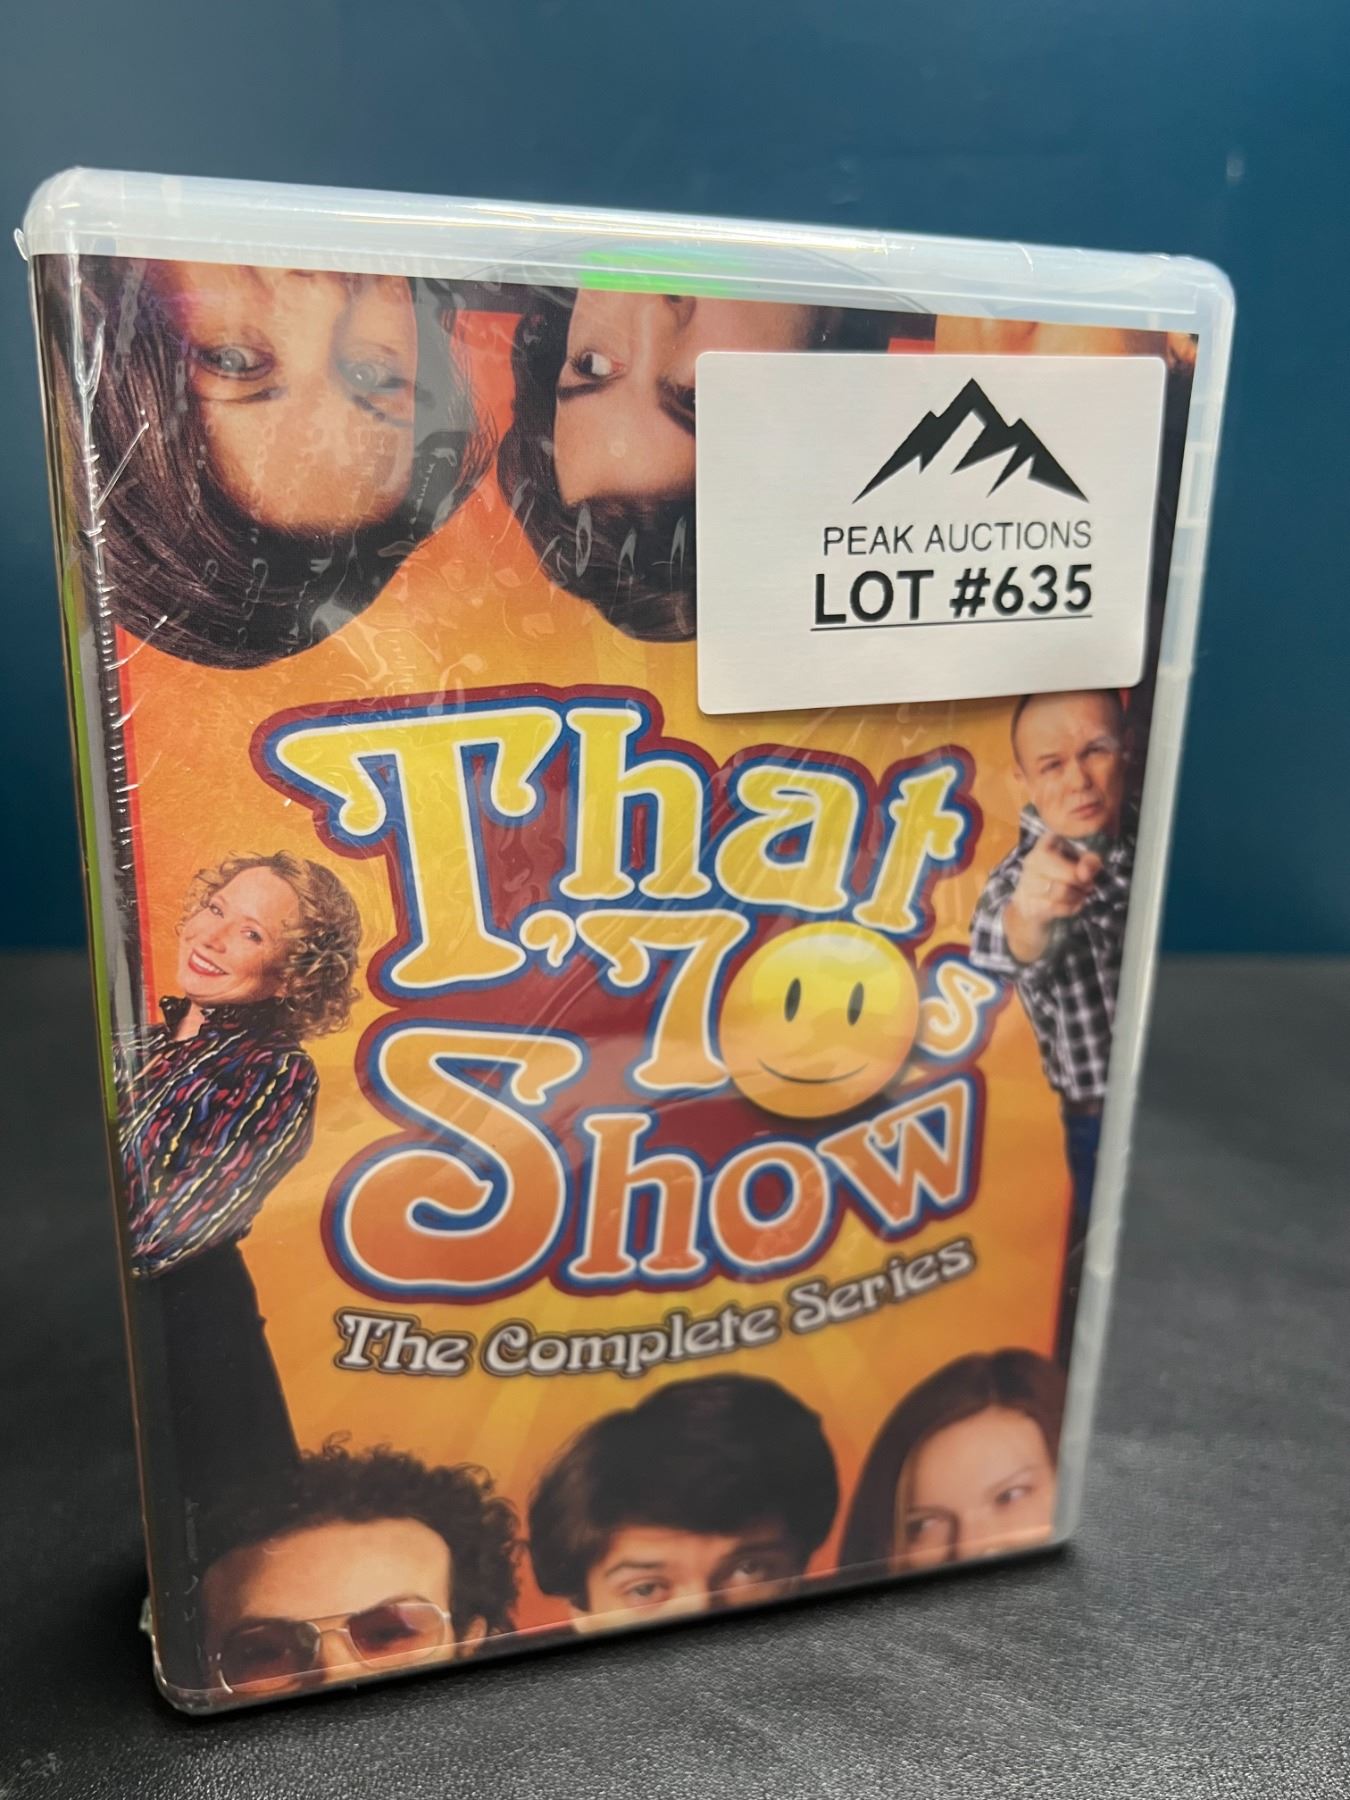 PEAK AUCTIONS
LOT #635
That
'70s
Show
The Complete Series